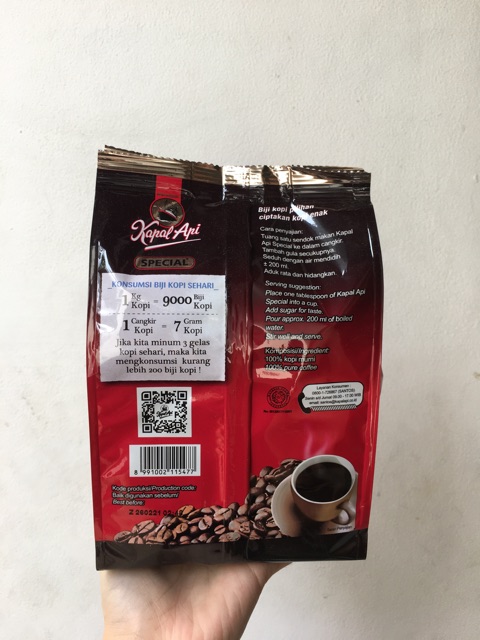 Kapal Api
SPECIAL
KONSUMSI BIJI KOPI SEHARI
1 Kg Kopi = 9000 Biji Kopi
1 Cangkir Kopi = 7 Gram Kopi
Jika kita minum 3 gelas
kopi sehari, maka kita
mengkonsumsi kurang
lebih 200 biji kopi !
8 991002 115477
Kode produksi/Production code:
Baik digunakan sebelum/
Best before:
Biji kopi pilihan
ciptakan kopi enak
Cara penyajian:
Tuang satu sendok makan Kapal
Api Special ke dalam cangkir.
Tambah gula secukupnya.
Seduh dengan air mendidih
± 200 ml.
Aduk rata dan hidangkan.
Serving suggestion:
Place one tablespoon of Kapal Api
Special into a cup.
Add sugar for taste.
Pour approx. 200 ml of boiled
water.
Stir well and serve.
Komposisi/Ingredient:
100% kopi murni
100% pure coffee
Layanan Konsumen: